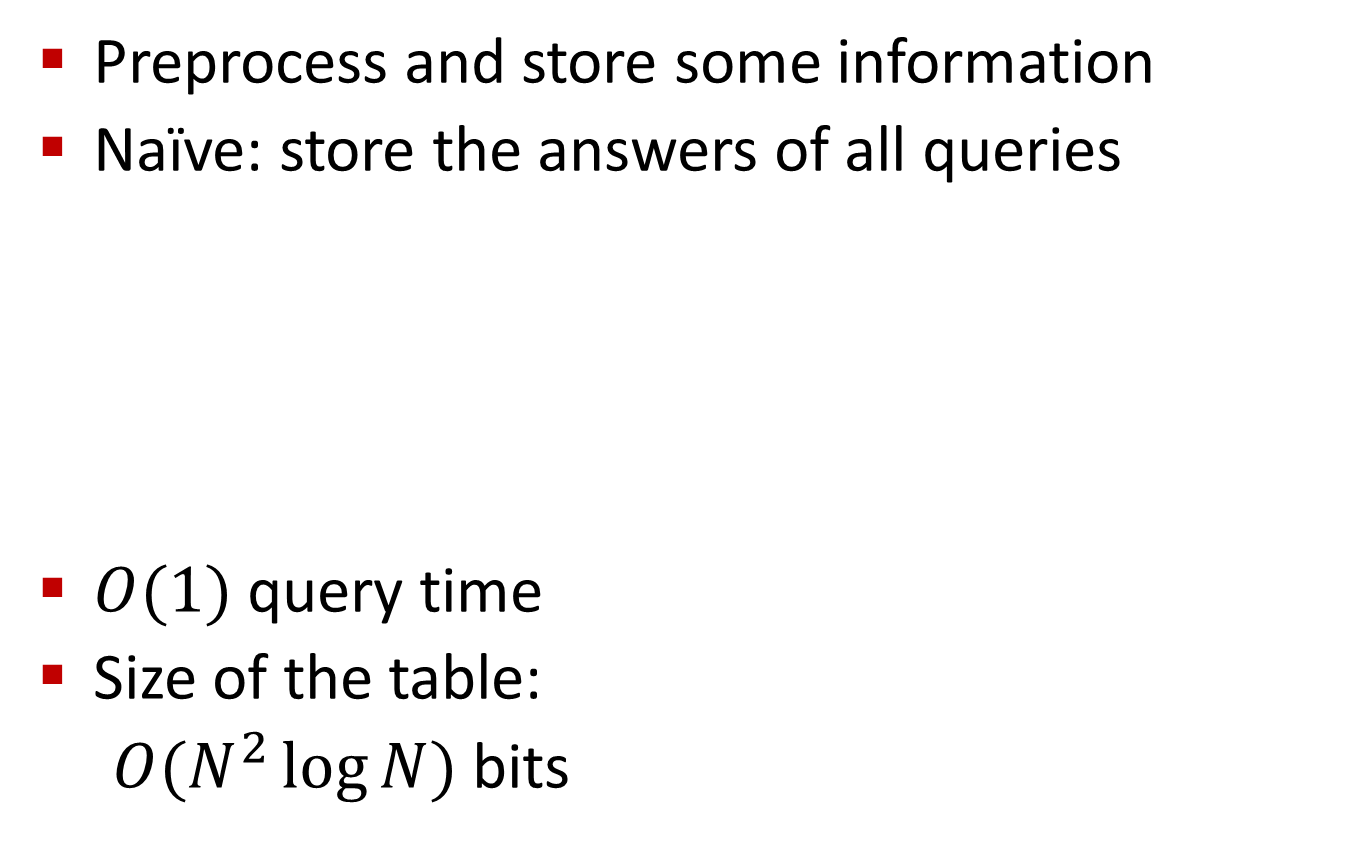 ▪ Preprocess and store some information
▪ Naïve: store the answers of all queries
▪ O(1) query time
▪ Size of the table:
O(N² log N) bits